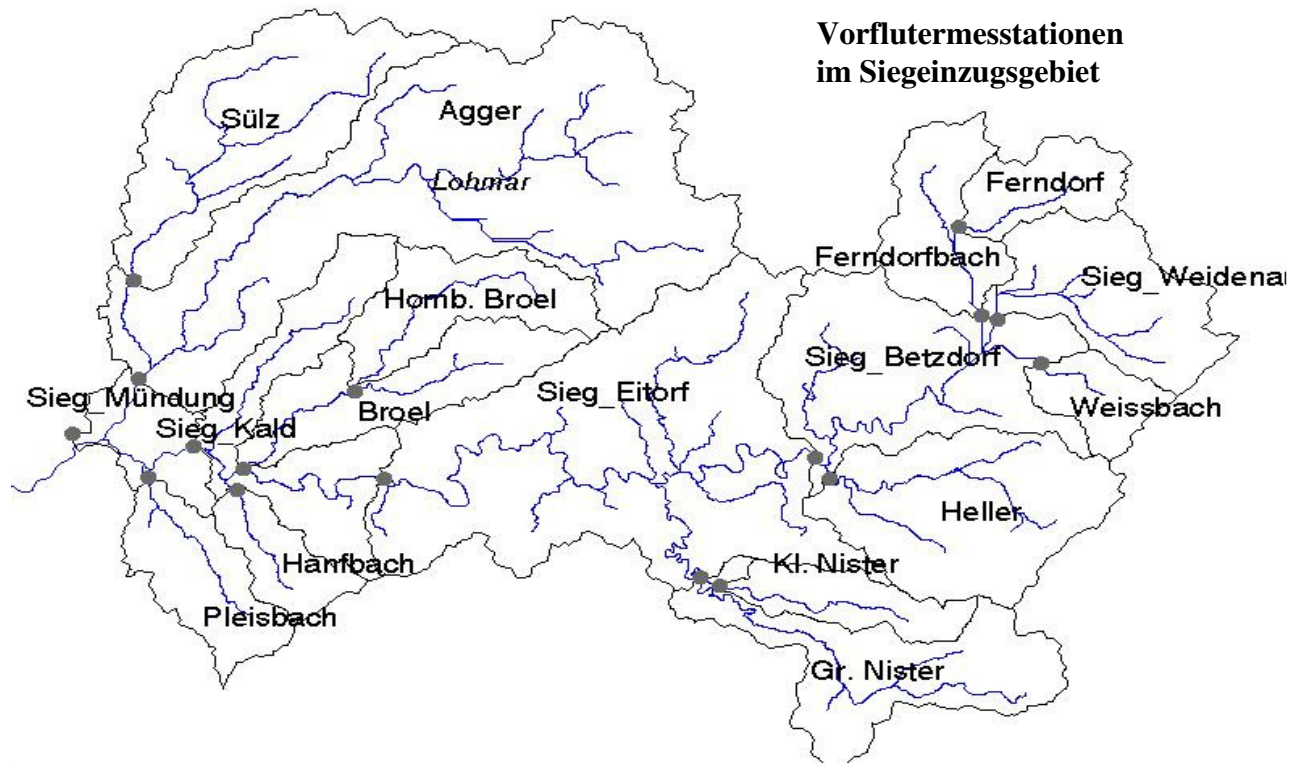 Vorflutermesstationen
im Siegeinzugsgebiet
Sülz
Agger
Lohmar
Ferndorf
Ferndorfbach
Sieg_Weidenau
Homb. Broel
Sieg_Betzdorf
Sieg_Mündung
Sieg_Eitorf
Broel
Weissbach
Sieg_Kald
Heller
Hanfbach
Kl. Nister
Pleisbach
Gr. Nister